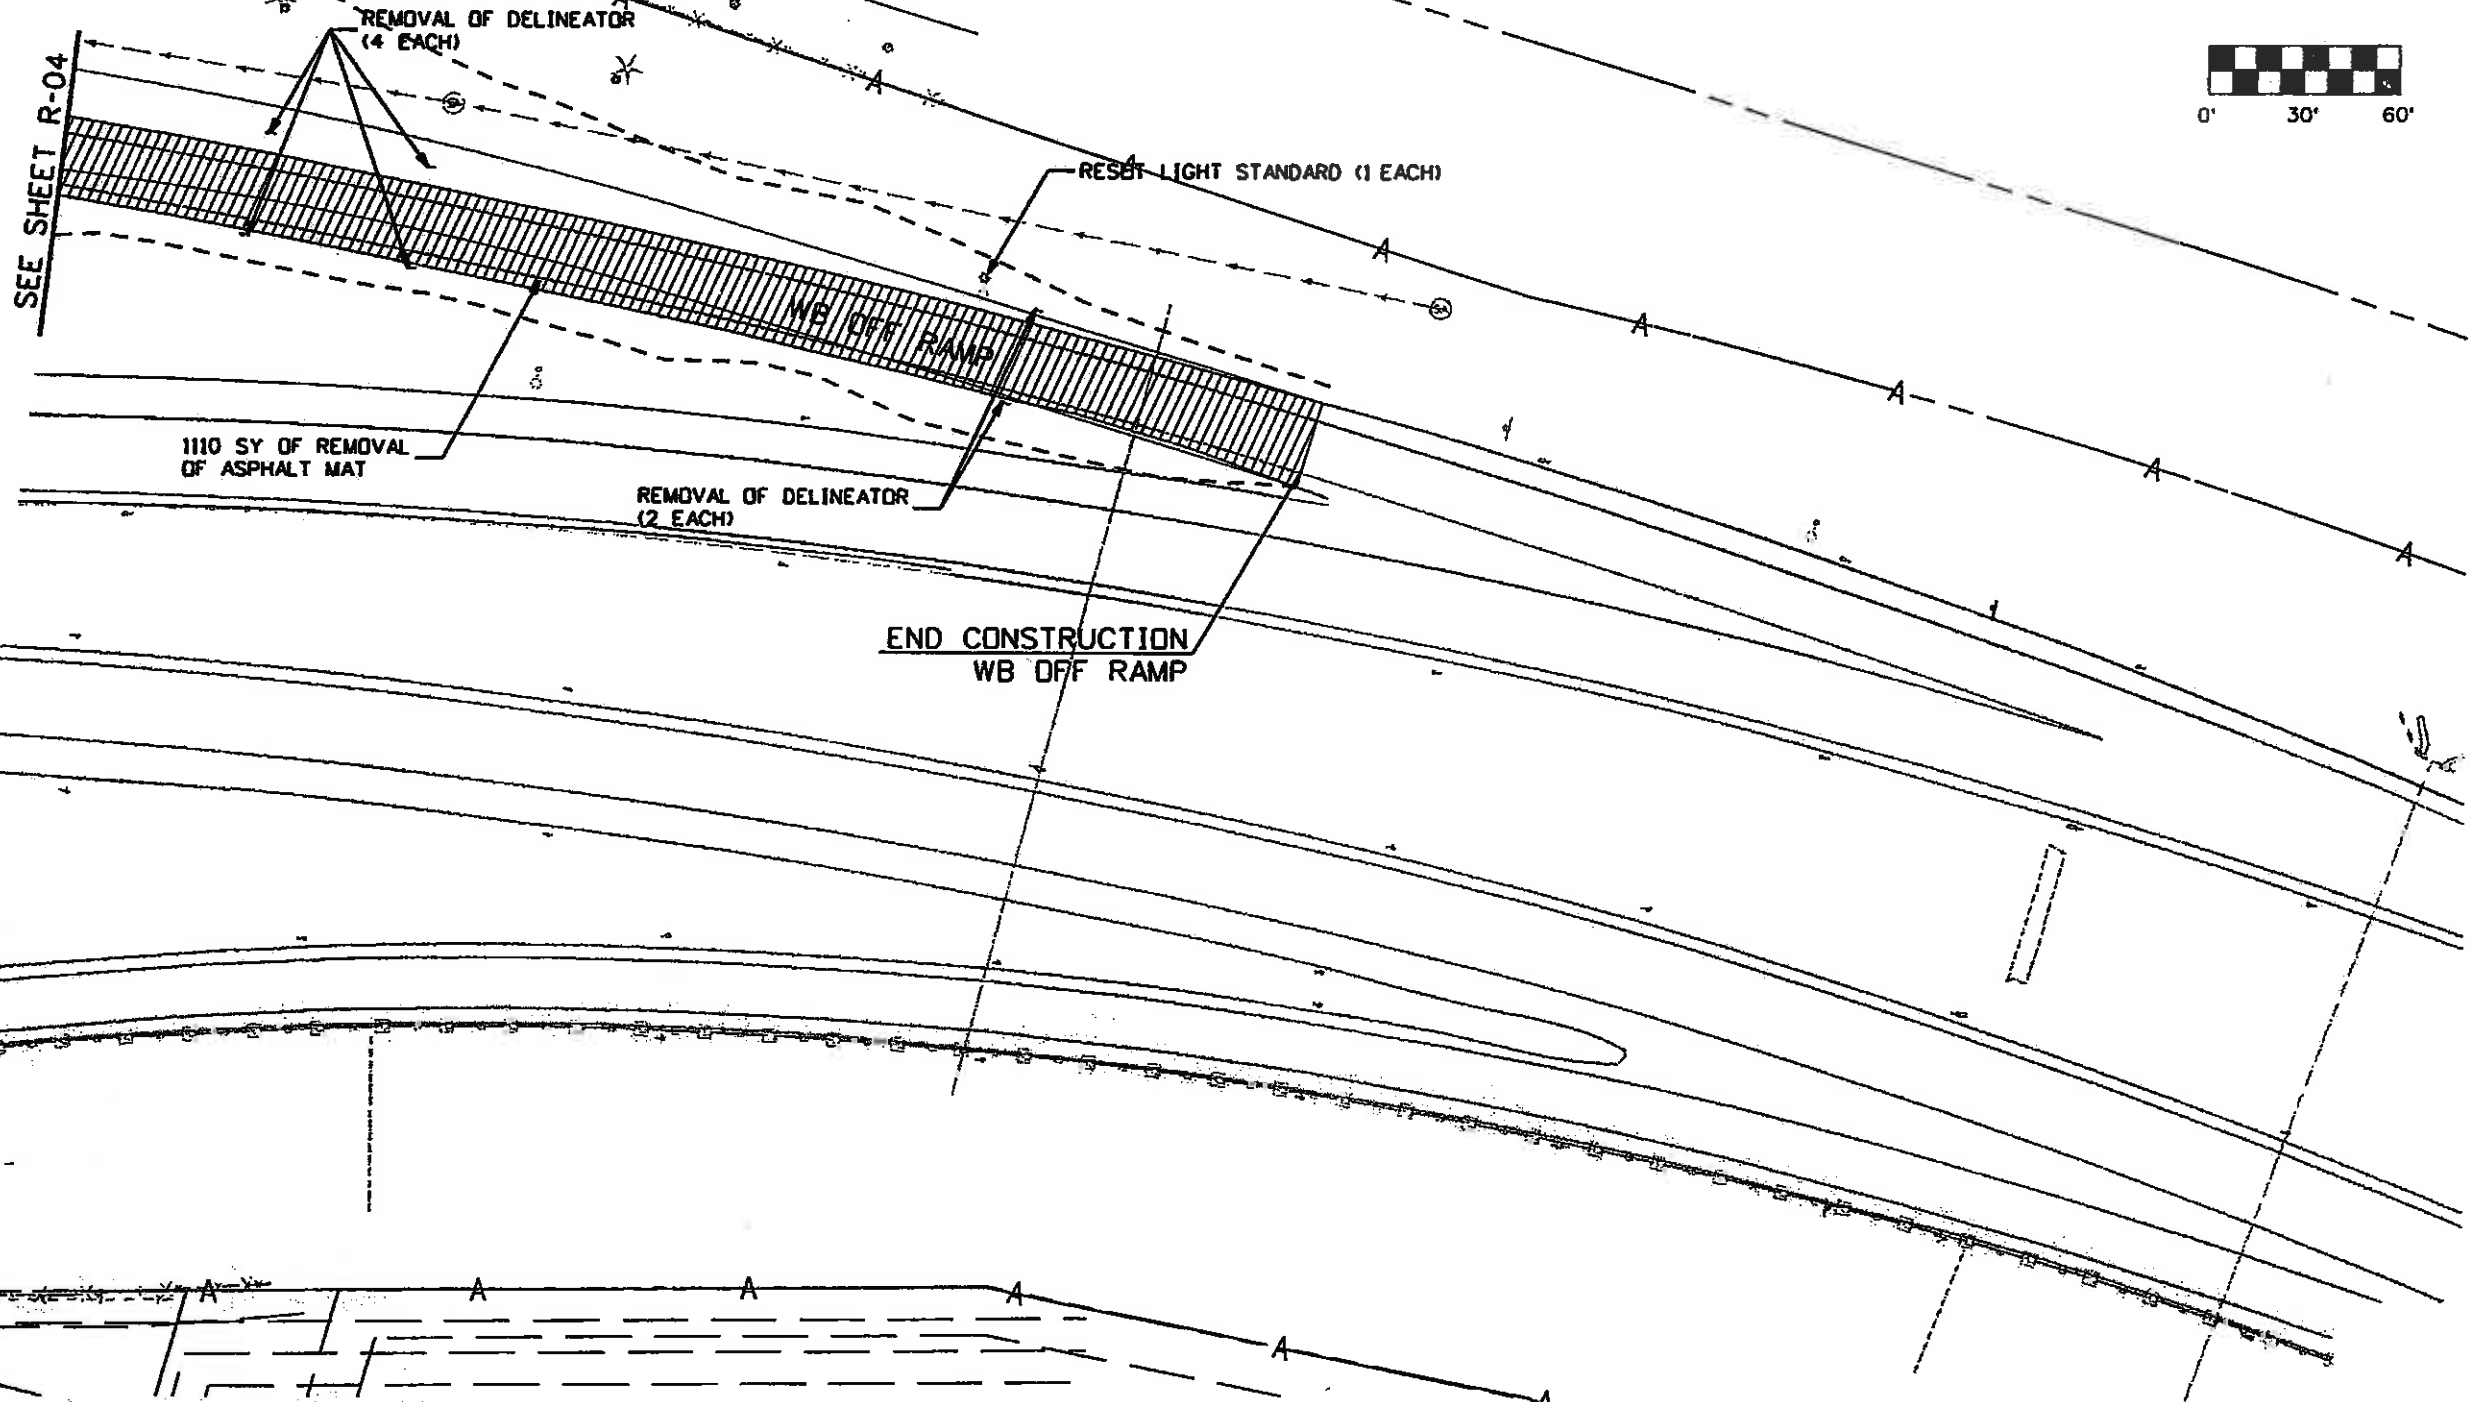 REMOVAL OF DELINEATOR
(4 EACH)
SEE SHEET R-04
0' 30' 60'
RESET LIGHT STANDARD (1 EACH)
A
A
A
A
A
A
A
WB OFF RAMP
1110 SY OF REMOVAL
OF ASPHALT MAT
REMOVAL OF DELINEATOR
(2 EACH)
END CONSTRUCTION
WB OFF RAMP
A
A
A
A
A
A